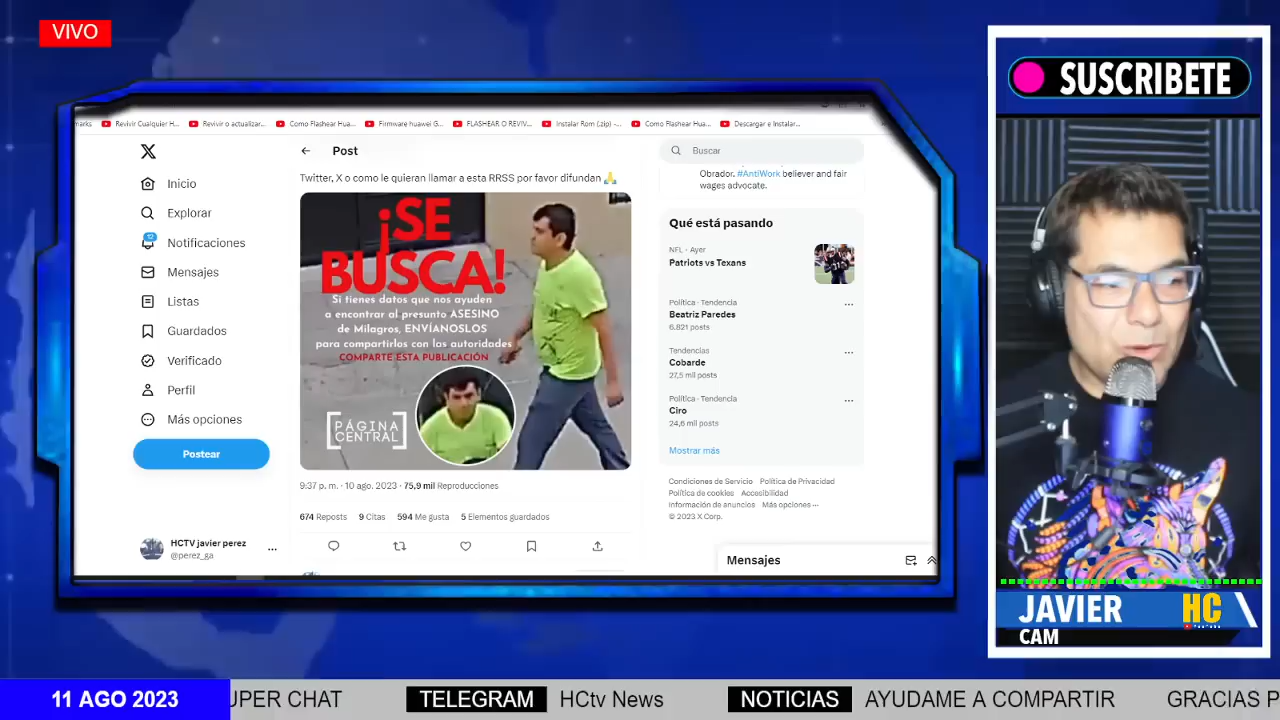 VIVO
marks
Revivir Cualquier H...
Revivir o actualizar...
Como Flashear Hua...
Firmware huawei G...
FLASHEAR O REVIV...
Instalar Rom (.zip) -...
Como Flashear Hua...
Descargar e Instalar...
Post
Buscar
Twitter, X o como le quieran llamar a esta RRSS por favor difundan 🙏
Inicio
Explorar
12
Notificaciones
Mensajes
Listas
Guardados
Verificado
Perfil
Más opciones
Postear
HCTV javier perez
@perez_ga
¡SE
BUSCA!
Si tienes datos que nos ayuden
a encontrar al presunto ASESINO
de Milagros, ENVÍANOSLOS
para compartirlos con las autoridades
COMPARTE ESTA PUBLICACIÓN
[PÁGINA
CENTRAL]
9:37 p. m. · 10 ago. 2023 · 75,9 mil Reproducciones
674 Reposts 9 Citas 594 Me gusta 5 Elementos guardados
Obrador. #AntiWork believer and fair
wages advocate.
Qué está pasando
NFL · Ayer
Patriots vs Texans
Política · Tendencia
Beatriz Paredes
6.821 posts
Tendencias
Cobarde
27,5 mil posts
Política · Tendencia
Ciro
24,6 mil posts
Mostrar más
Condiciones de Servicio Política de Privacidad
Política de cookies Accesibilidad
Información de anuncios Más opciones ···
© 2023 X Corp.
Mensajes
SUSCRIBETE
JAVIER HC
CAM
11 AGO 2023 UPER CHAT TELEGRAM HCtv News NOTICIAS AYUDAME A COMPARTIR GRACIAS P